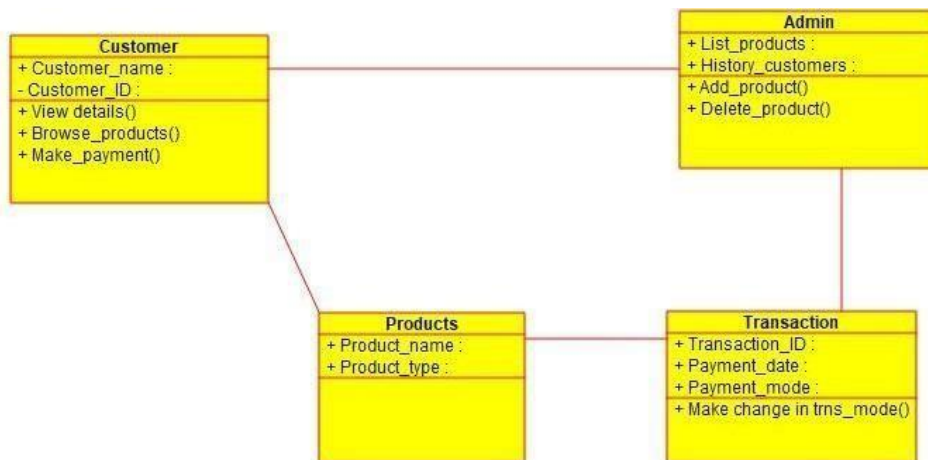 Customer
+ Customer_name :
- Customer_ID :
+ View details()
+ Browse_products()
+ Make_payment()
Admin
+ List_products :
+ History_customers :
+ Add_product()
+ Delete_product()
Products
+ Product_name :
+ Product_type :
Transaction
+ Transaction_ID :
+ Payment_date :
+ Payment_mode :
+ Make change in trns_mode()